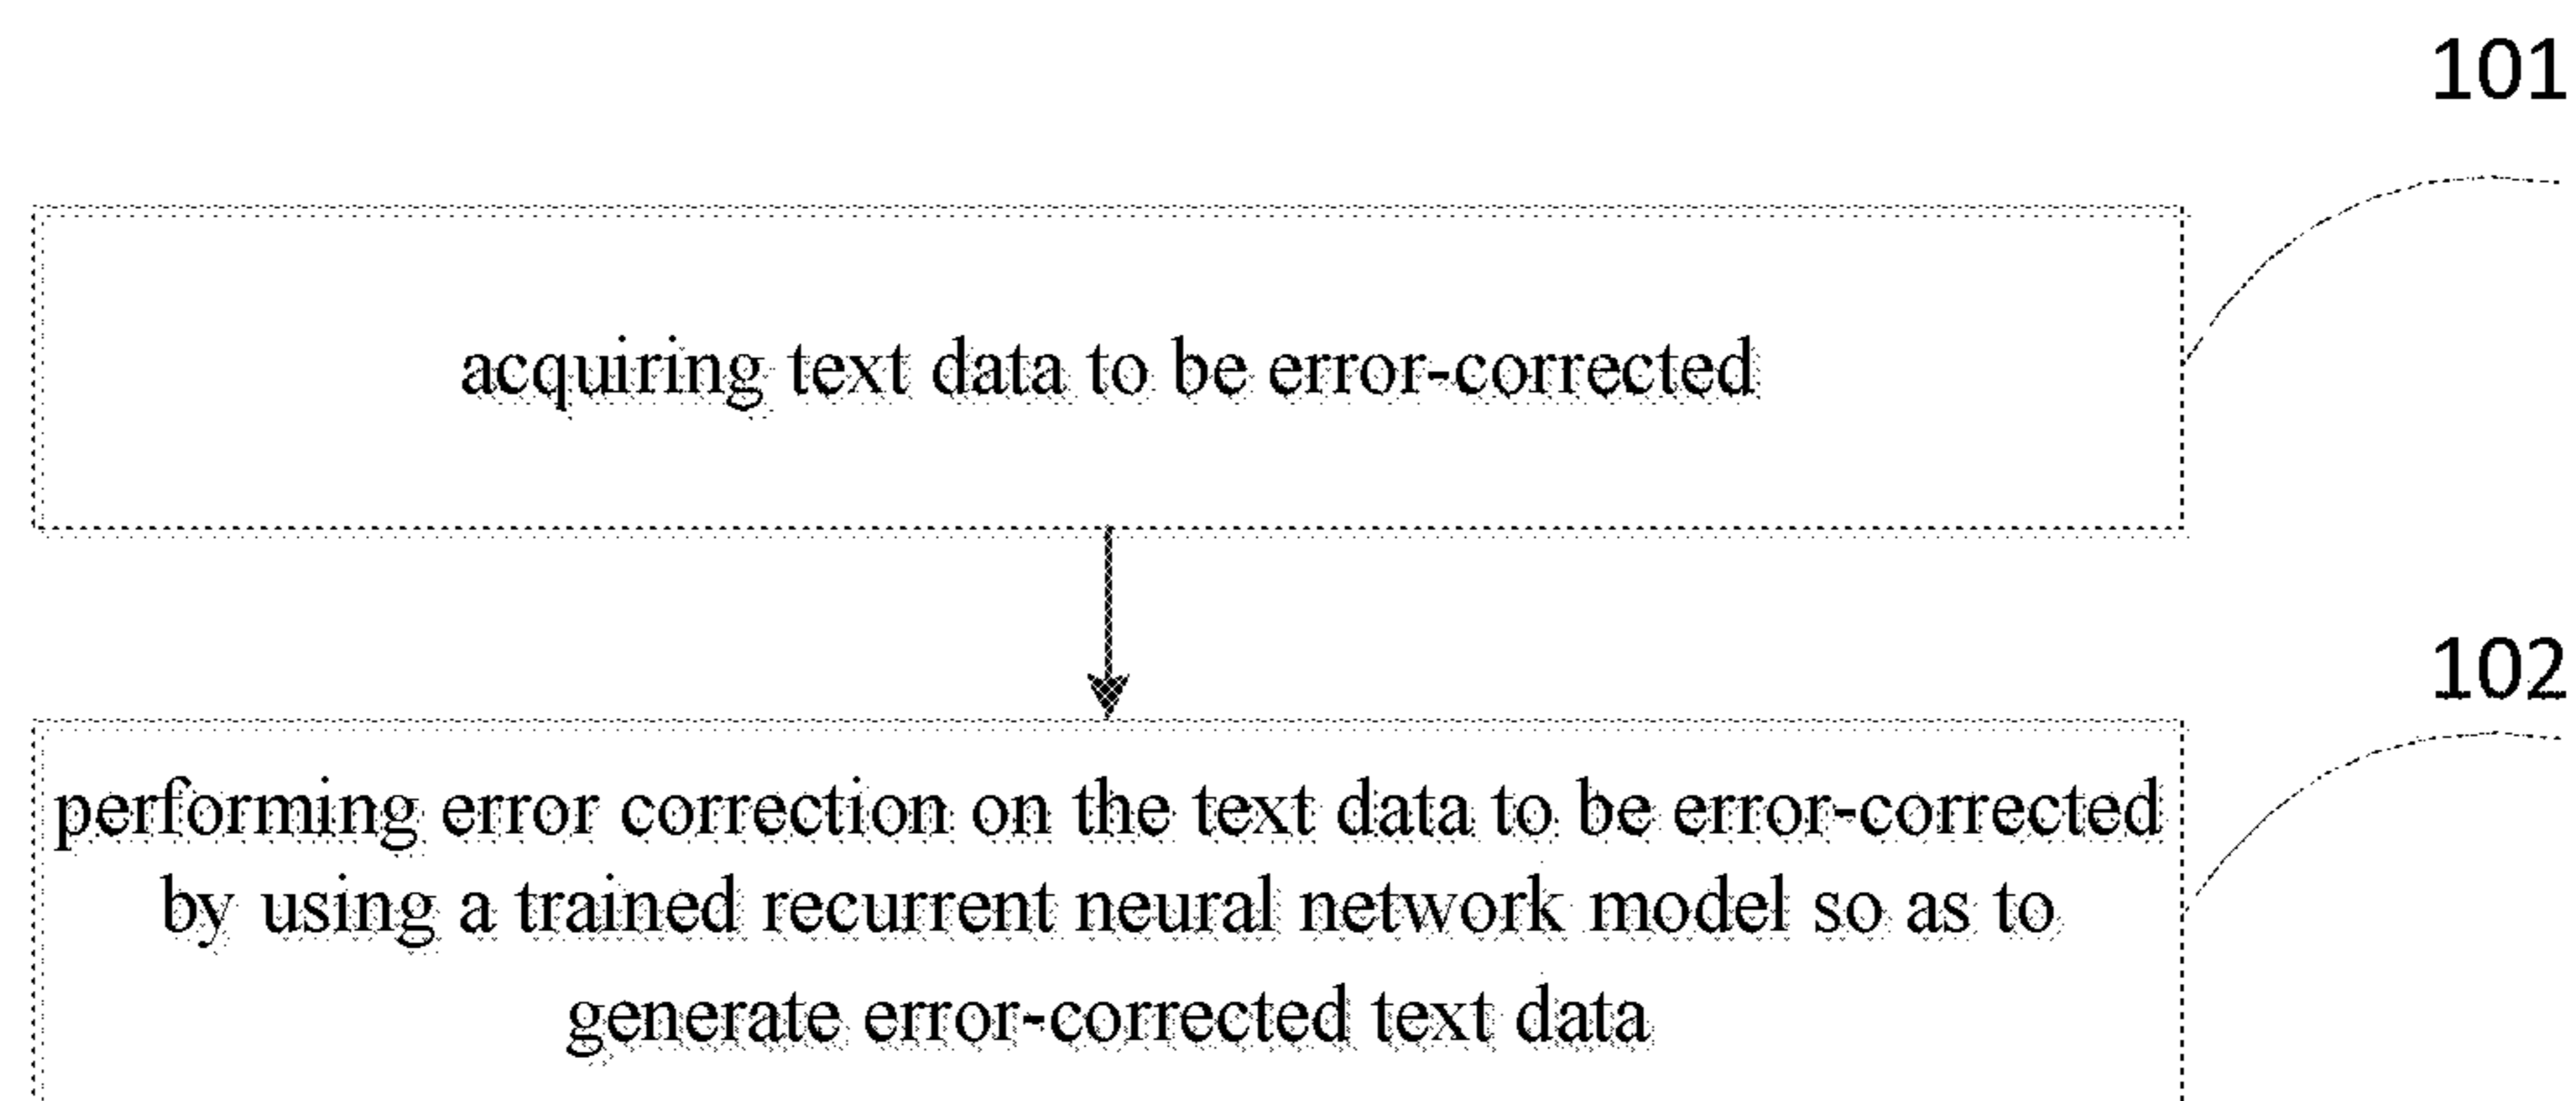 101
acquiring text data to be error-corrected
102
performing error correction on the text data to be error-corrected
by using a trained recurrent neural network model so as to
generate error-corrected text data